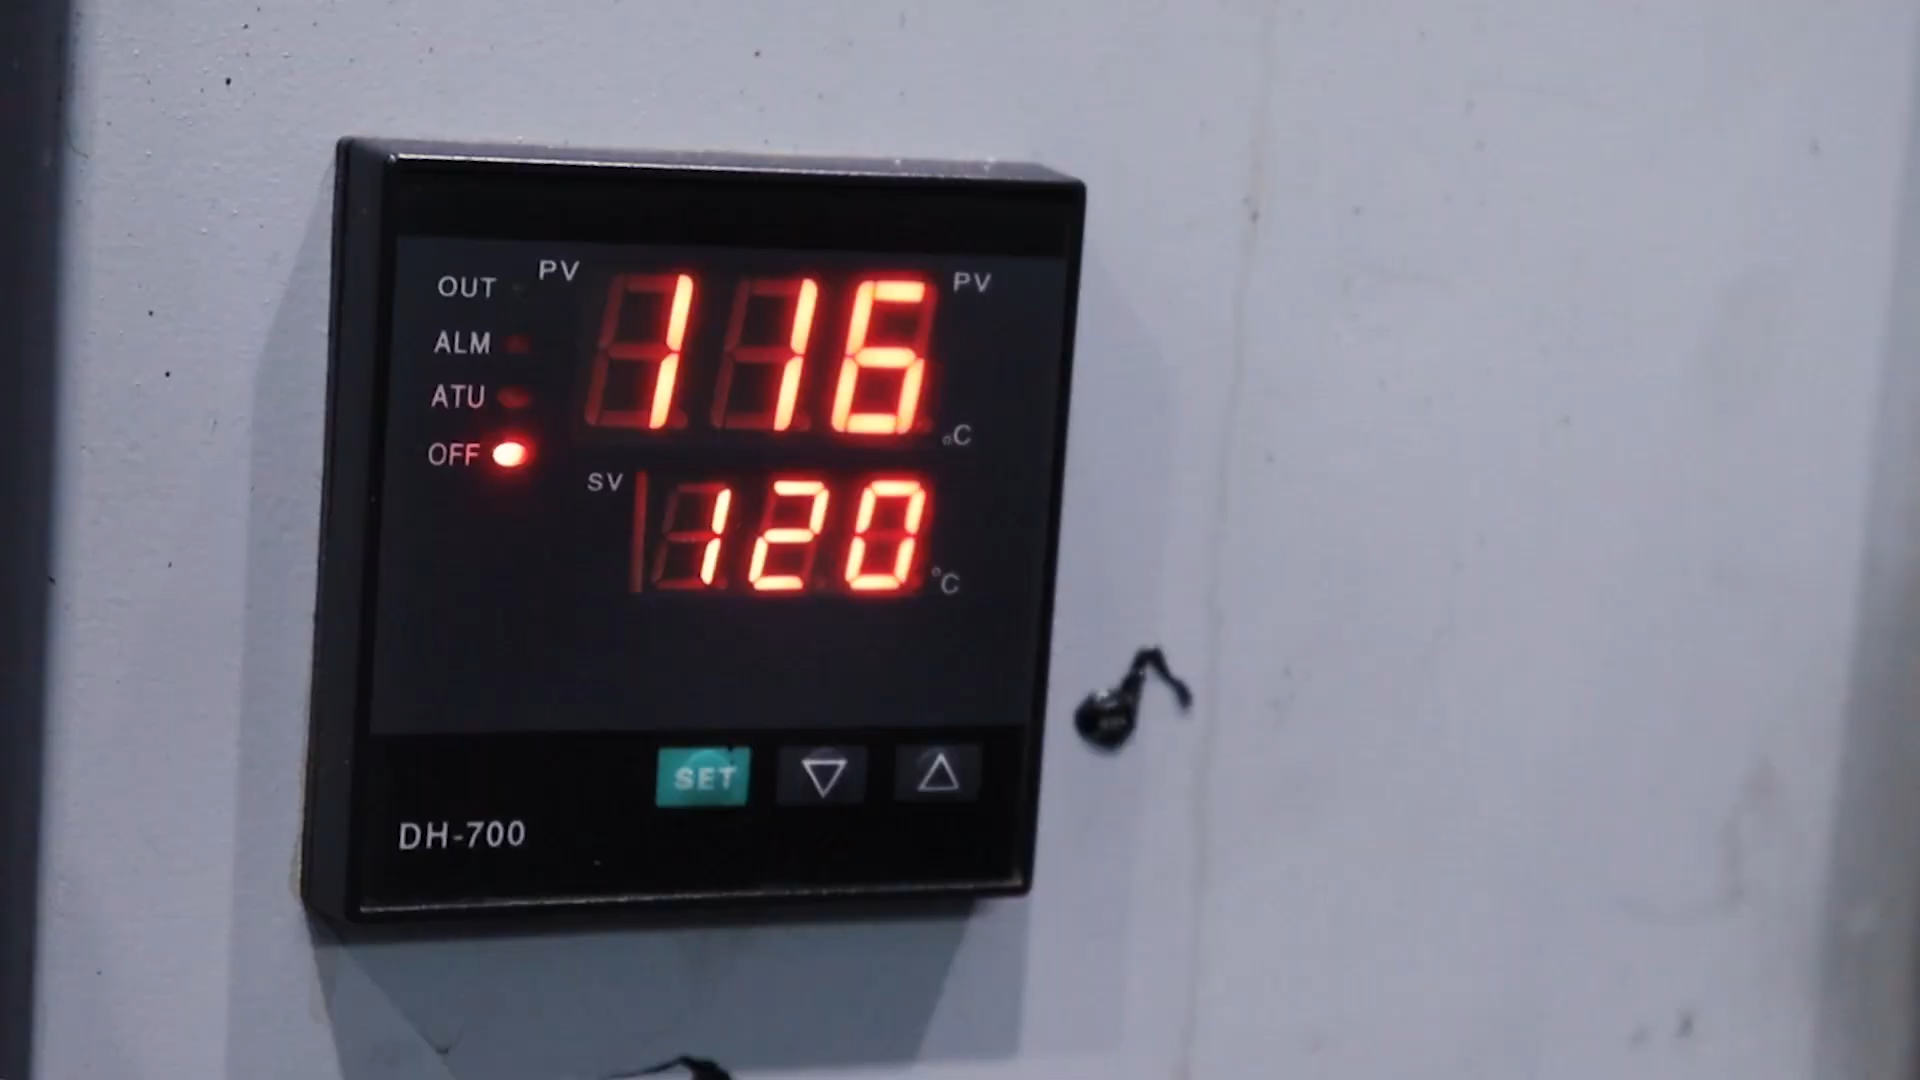 OUT PV 116 PV
ALM
ATU
°C
OFF
SV 120
°C
SET
DH-700